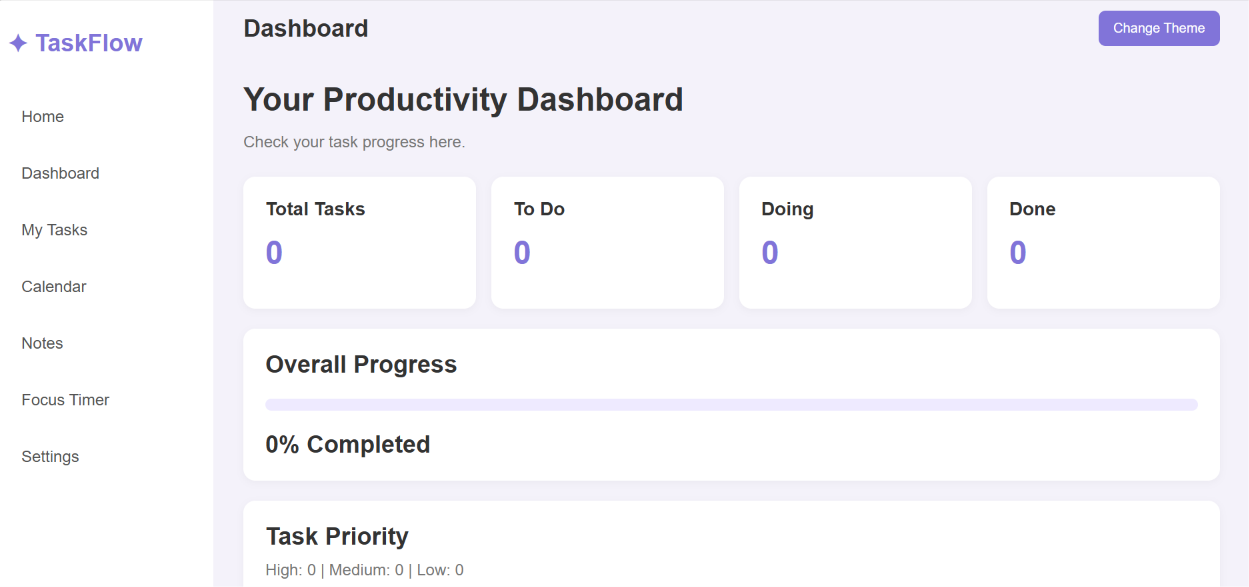 ✦ TaskFlow
Home
Dashboard
My Tasks
Calendar
Notes
Focus Timer
Settings
Dashboard
Change Theme
Your Productivity Dashboard
Check your task progress here.
Total Tasks
0
To Do
0
Doing
0
Done
0
Overall Progress
0% Completed
Task Priority
High: 0 | Medium: 0 | Low: 0